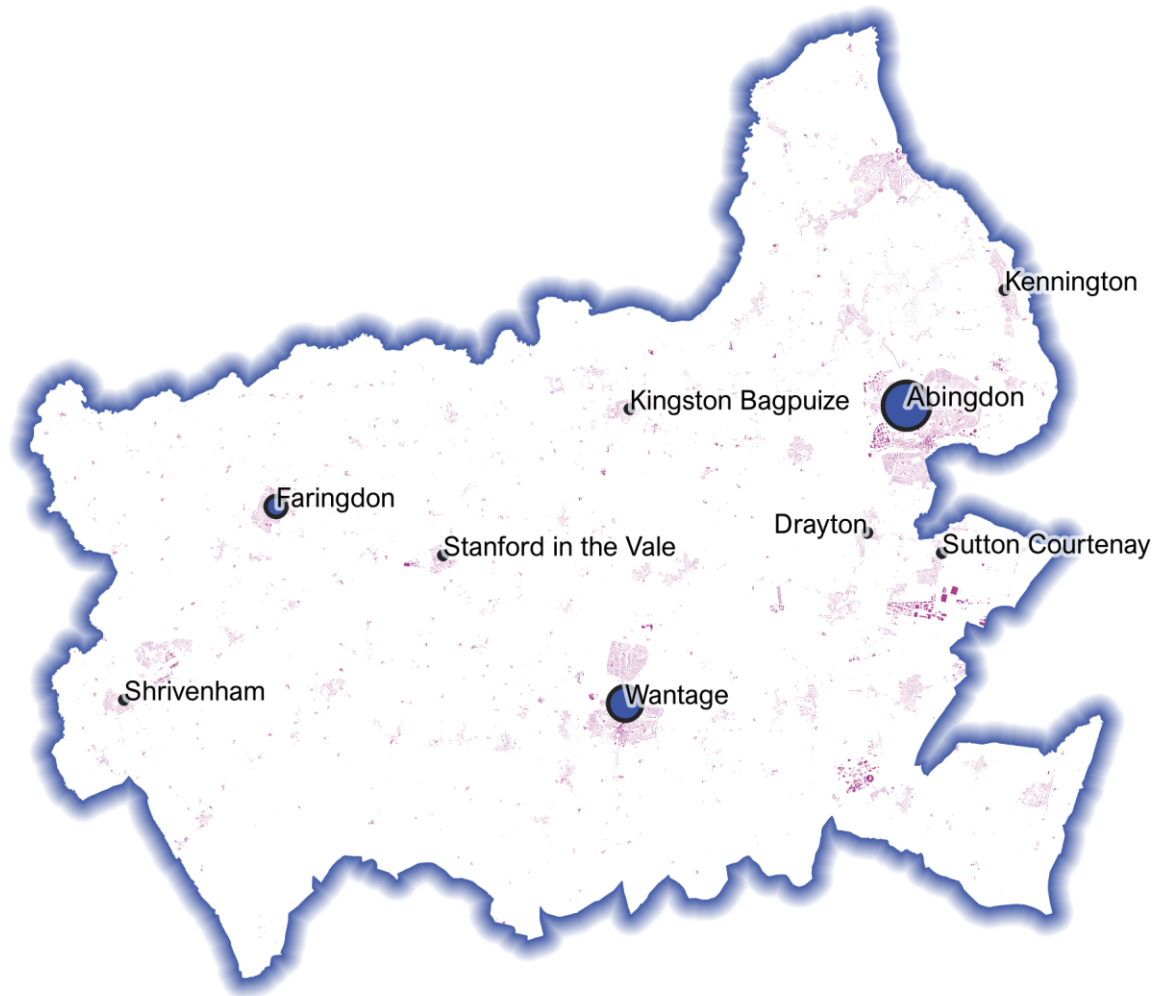 Kennington
Abingdon
Kingston Bagpuize
Faringdon
Drayton
Sutton Courtenay
Stanford in the Vale
Shrivenham
Wantage